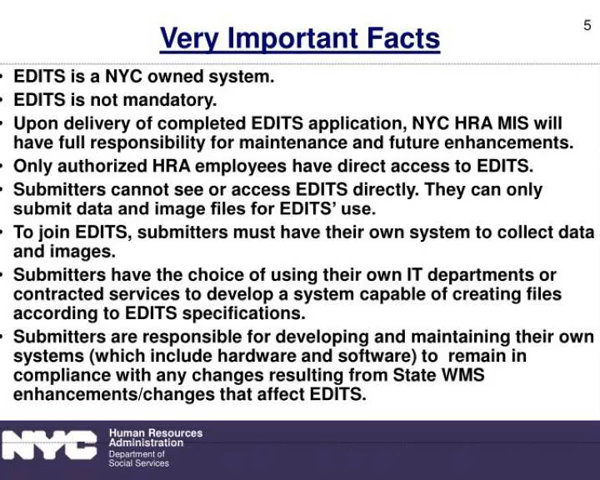 5
Very Important Facts
• EDITS is a NYC owned system.
• EDITS is not mandatory.
• Upon delivery of completed EDITS application, NYC HRA MIS will
have full responsibility for maintenance and future enhancements.
• Only authorized HRA employees have direct access to EDITS.
• Submitters cannot see or access EDITS directly. They can only
submit data and image files for EDITS’ use.
• To join EDITS, submitters must have their own system to collect data
and images.
• Submitters have the choice of using their own IT departments or
contracted services to develop a system capable of creating files
according to EDITS specifications.
• Submitters are responsible for developing and maintaining their own
systems (which include hardware and software) to remain in
compliance with any changes resulting from State WMS
enhancements/changes that affect EDITS.
NYC
Human Resources
Administration
Department of
Social Services